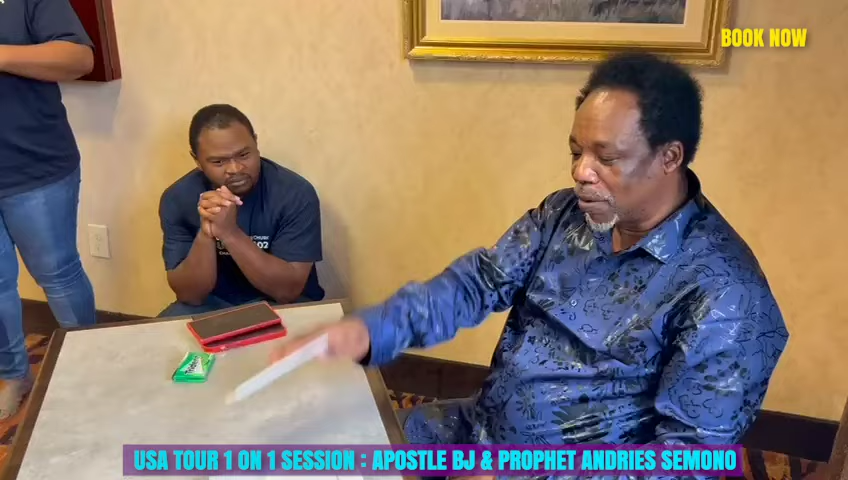 BOOK NOW
USA TOUR 1 ON 1 SESSION : APOSTLE BJ & PROPHET ANDRIES SEMONO